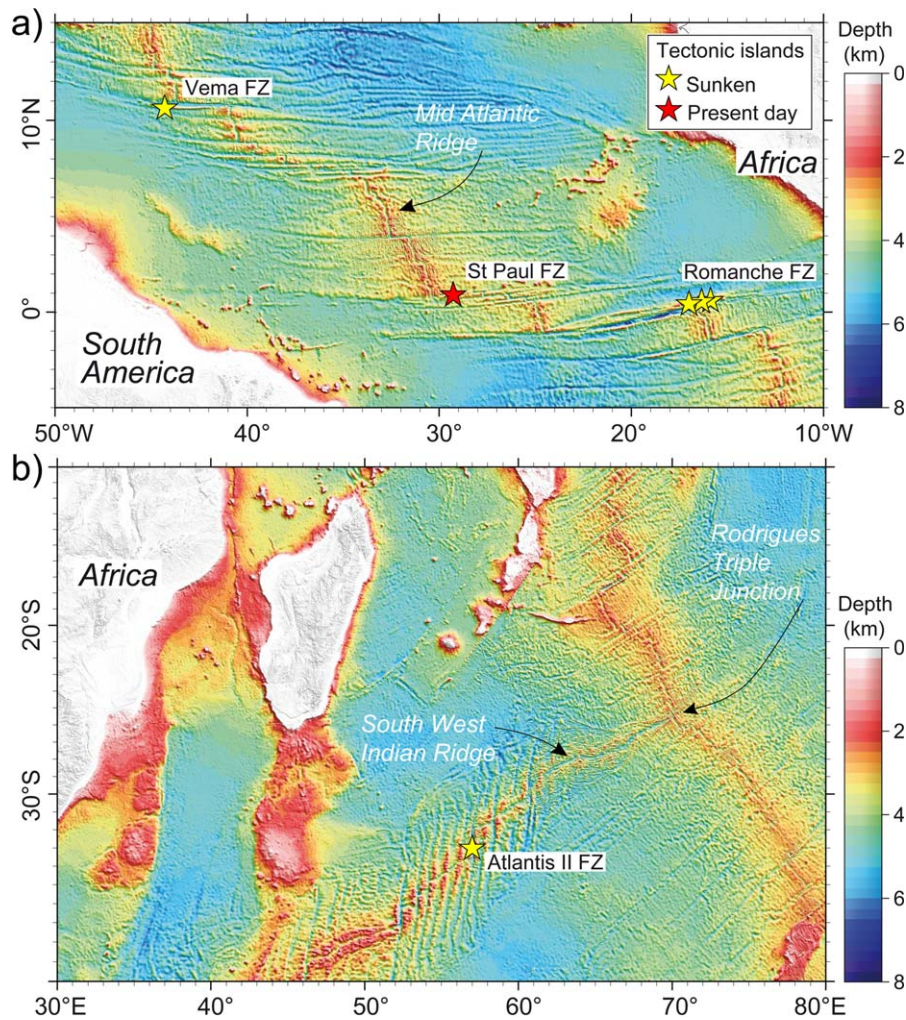 a)
Depth
(km)
Tectonic islands
Sunken
Present day
Vema FZ
10°N
Mid Atlantic
Ridge
Africa
St Paul FZ
Romanche FZ
0°
South
America
50°W
40°
30°
20°
10°W
0
2
4
6
8
b)
Africa
Rodrigues
Triple
Junction
20°S
Depth
(km)
South West
Indian Ridge
30°S
Atlantis II FZ
30°E
40°E
50°E
60°E
70°E
80°E
0
2
4
6
8